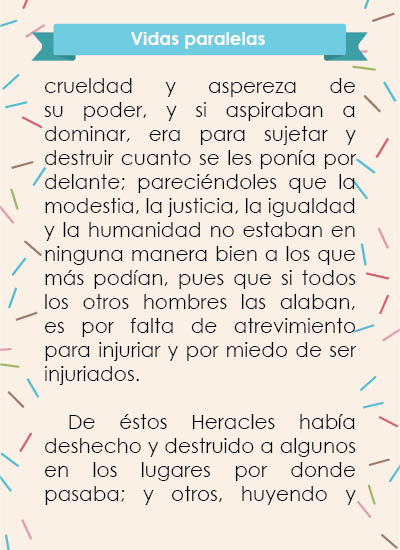 Vidas paralelas
crueldad y aspereza de
su poder, y si aspiraban a
dominar, era para sujetar y
destruir cuanto se les ponía por
delante; pareciéndoles que la
modestia, la justicia, la igualdad
y la humanidad no estaban en
ninguna manera bien a los que
más podían, pues que si todos
los otros hombres las alaban,
es por falta de atrevimiento
para injuriar y por miedo de ser
injuriados.
De éstos Heracles había
deshecho y destruido a algunos
en los lugares por donde
pasaba; y otros, huyendo y